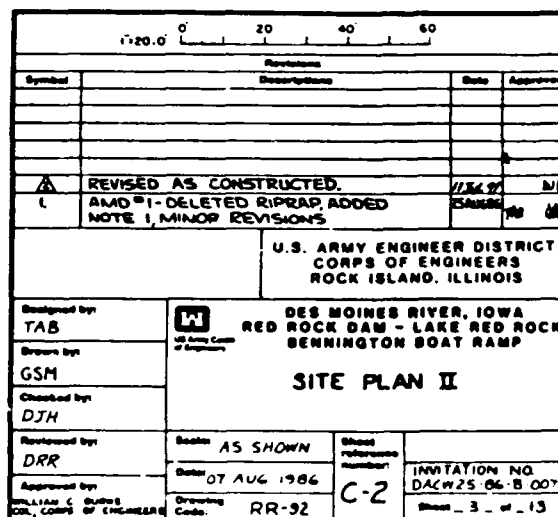 1"=20.0' 0 20 40 60
Revisions
Symbol Descriptions Date Approved
REVISED AS CONSTRUCTED.
1. AMD #1-DELETED RIPRAP, ADDED 25AUG86
NOTE 1, MINOR REVISIONS
U.S. ARMY ENGINEER DISTRICT
CORPS OF ENGINEERS
ROCK ISLAND, ILLINOIS
Designed by:
TAB
US Army Corps
of Engineers
DES MOINES RIVER, IOWA
RED ROCK DAM - LAKE RED ROCK
BENNINGTON BOAT RAMP
Drawn by:
GSM
SITE PLAN II
Checked by:
DJH
Reviewed by:
DRR
Scale: AS SHOWN
Sheet
reference
number:
C-2
Date: 07 AUG 1986
INVITATION NO.
DACW25-86-B-007
Approved by:
WILLIAM C BURNS
COL, CORPS OF ENGINEERS
Drawing
Code: RR-92
Sheet 3 of 13